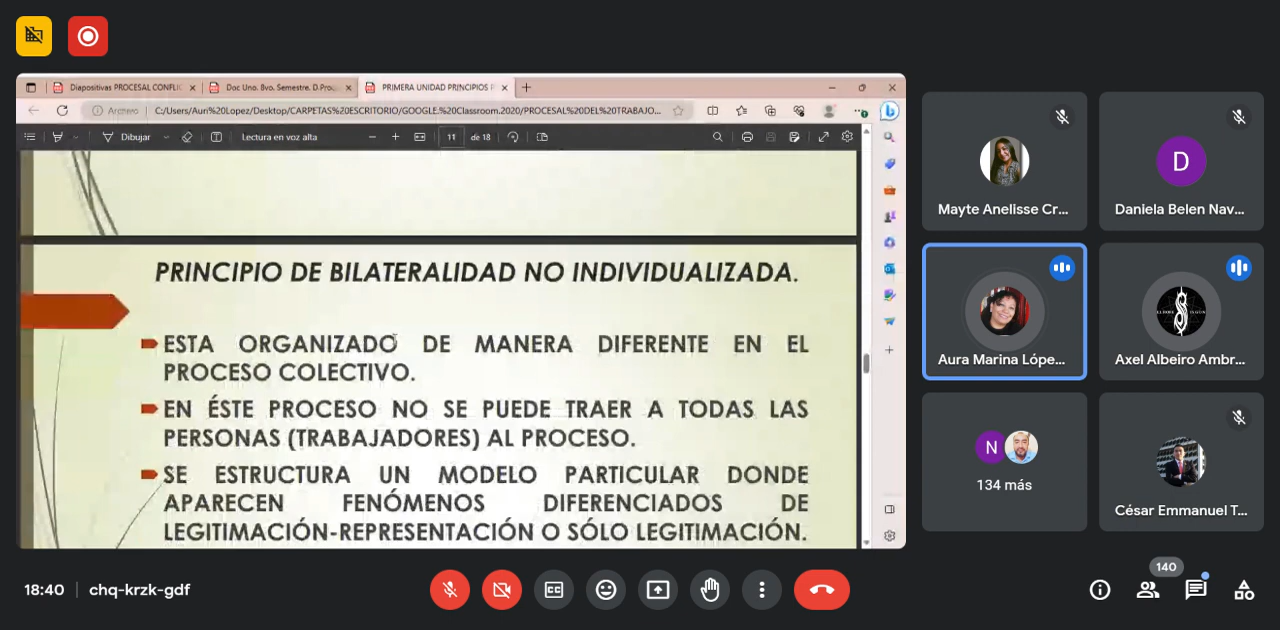 Diapositivas PROCESAL CONFLIC
Doc Uno. 8vo. Semestre. D.Proc
PRIMERA UNIDAD PRINCIPIOS P
Archivo
C:/Users/Auri%20Lopez/Desktop/CARPETAS%20ESCRITORIO/GOOGLE.%20Classroom.2020/PROCESAL%20DEL%20TRABAJO...
Dibujar
Lectura en voz alta
11
de 18
PRINCIPIO DE BILATERALIDAD NO INDIVIDUALIZADA.
ESTA ORGANIZADO DE MANERA DIFERENTE EN EL
PROCESO COLECTIVO.
EN ÉSTE PROCESO NO SE PUEDE TRAER A TODAS LAS
PERSONAS (TRABAJADORES) AL PROCESO.
SE ESTRUCTURA UN MODELO PARTICULAR DONDE
APARECEN FENÓMENOS DIFERENCIADOS DE
LEGITIMACIÓN-REPRESENTACIÓN O SÓLO LEGITIMACIÓN.
Mayte Anelisse Cr...
D
Daniela Belen Nav...
Aura Marina Lópe...
Axel Albeiro Ambr...
N
134 más
César Emmanuel T...
18:40
chq-krzk-gdf
140